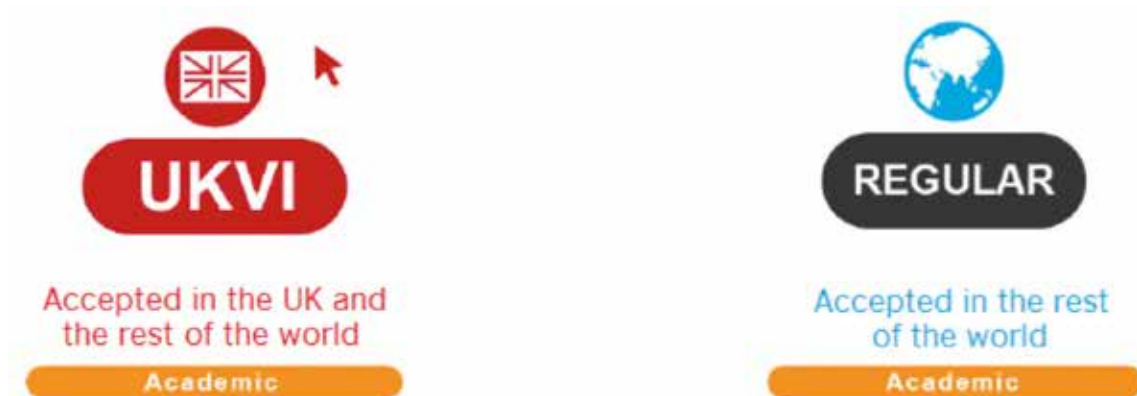 UKVI
Accepted in the UK and
the rest of the world
Academic
REGULAR
Accepted in the rest
of the world
Academic